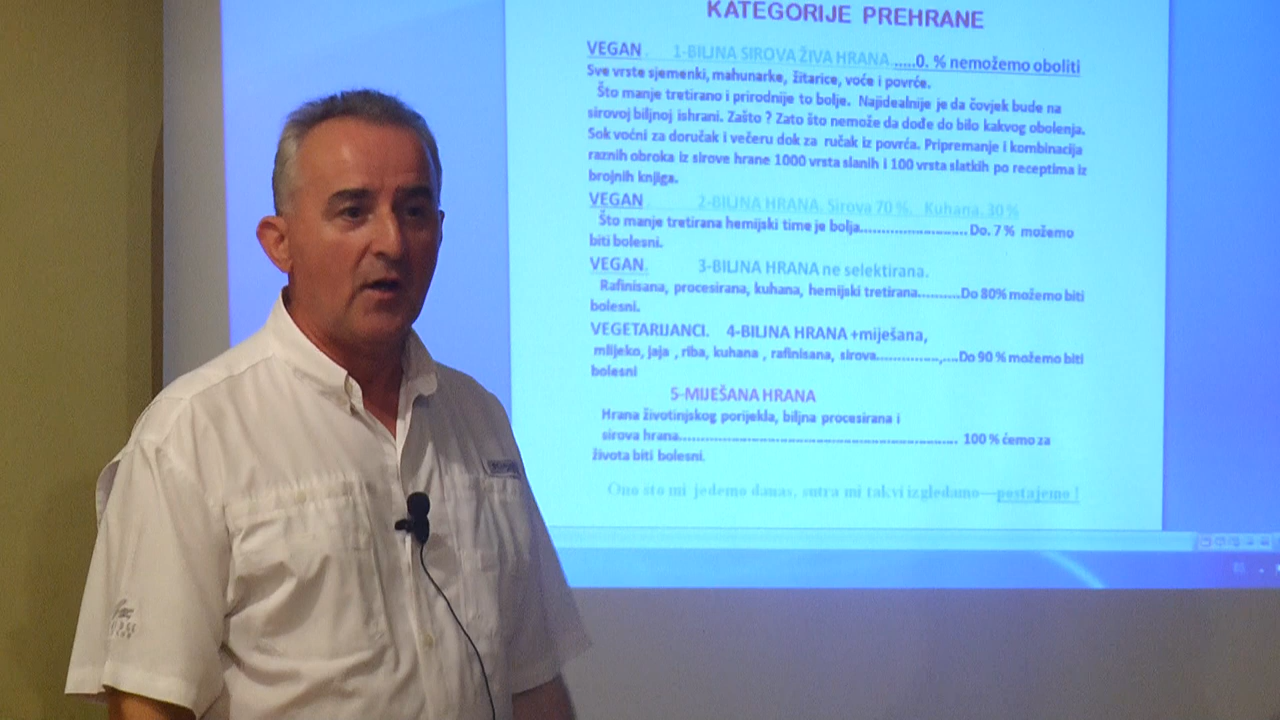 KATEGORIJE PREHRANE
VEGAN. 1-BILJNA SIROVA ŽIVA HRANA.....0. % nemožemo oboliti
Sve vrste sjemenki, mahunarke, žitarice, voće i povrće.
Što manje tretirano i prirodnije to bolje. Najidealnije je da čovjek bude na
sirovoj biljnoj ishrani. Zašto ? Zato što nemože da dođe do bilo kakvog obolenja.
Sok voćni za doručak i večeru dok za ručak iz povrća. Pripremanje i kombinacija
raznih obroka iz sirove hrane 1000 vrsta slanih i 100 vrsta slatkih po receptima iz
brojnih knjiga.
VEGAN. 2-BILJNA HRANA. Sirova 70 %. Kuhana. 30 %
Što manje tretirana hemijski time je bolja........................... Do. 7 % možemo
biti bolesni.
VEGAN. 3-BILJNA HRANA ne selektirana.
Rafinisana, procesirana, kuhana, hemijski tretirana..........Do 80% možemo biti
bolesni.
VEGETARIJANCI. 4-BILJNA HRANA +miješana,
mlijeko, jaja , riba, kuhana , rafinisana, sirova...............,....Do 90 % možemo biti
bolesni
5-MIJEŠANA HRANA
Hrana životinjskog porijekla, biljna procesirana i
sirova hrana.................................................................... 100 % ćemo za
života biti bolesni.
Ono sto mi jedemo danas, sutra mi takvi izgledamo—postajemo !